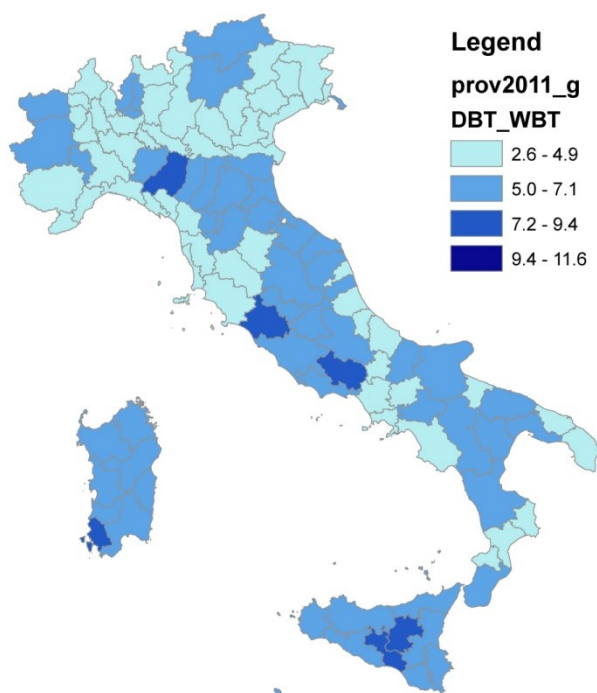 Legend
prov2011_g
DBT_WBT
2.6 - 4.9
5.0 - 7.1
7.2 - 9.4
9.4 - 11.6